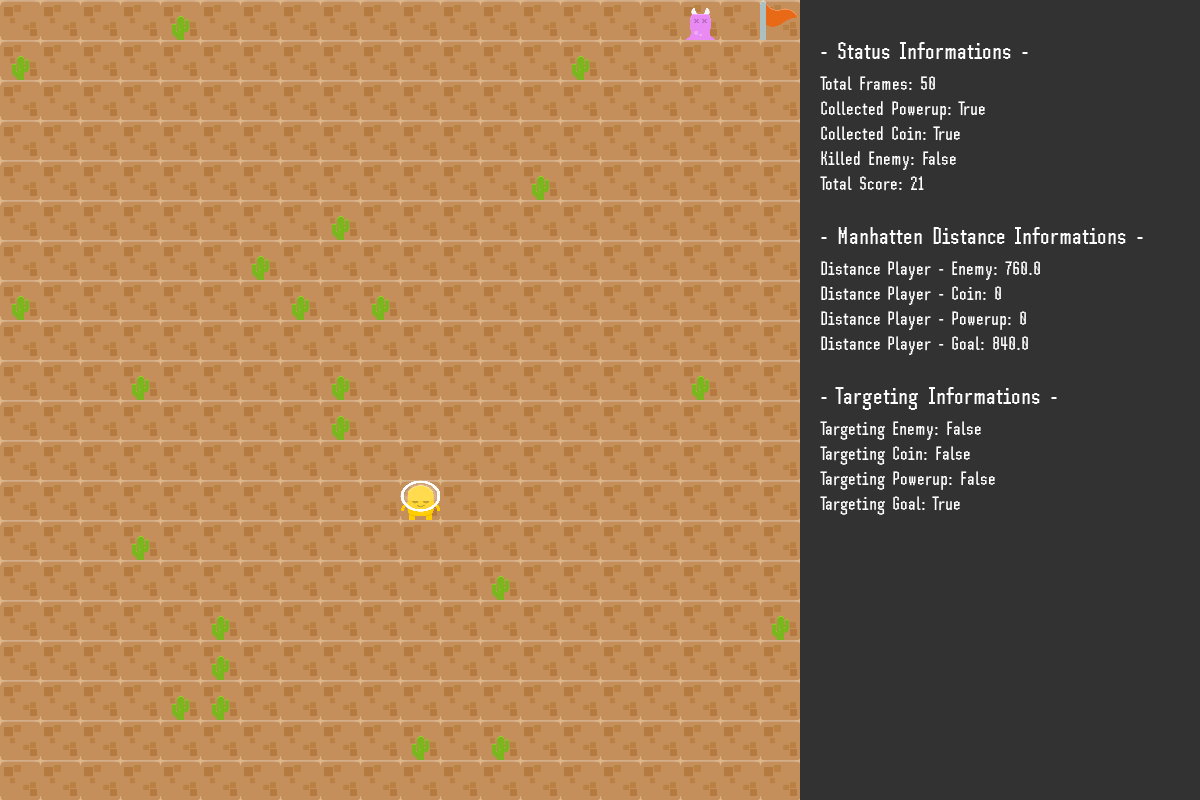 - Status Informations -
Total Frames: 50
Collected Powerup: True
Collected Coin: True
Killed Enemy: False
Total Score: 21
- Manhatten Distance Informations -
Distance Player - Enemy: 760.0
Distance Player - Coin: 0
Distance Player - Powerup: 0
Distance Player - Goal: 840.0
- Targeting Informations -
Targeting Enemy: False
Targeting Coin: False
Targeting Powerup: False
Targeting Goal: True